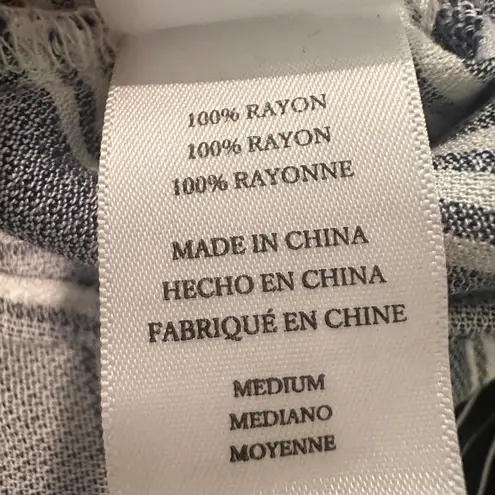 100% RAYON
100% RAYON
100% RAYONNE
MADE IN CHINA
HECHO EN CHINA
FABRIQUÉ EN CHINE
MEDIUM
MEDIANO
MOYENNE